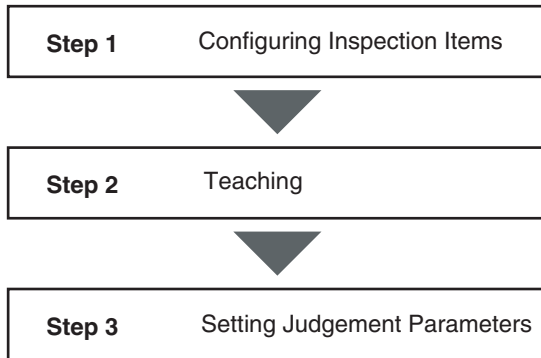 Step 1 Configuring Inspection Items
Step 2 Teaching
Step 3 Setting Judgement Parameters